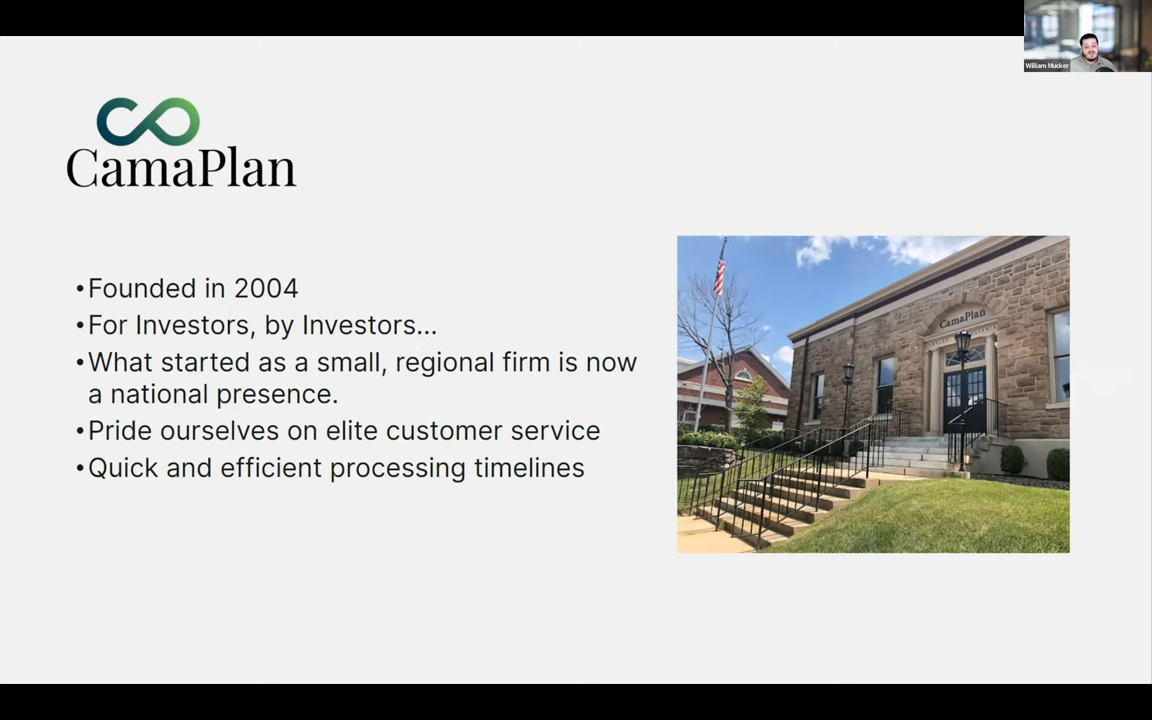 William Mucker
CamaPlan
•Founded in 2004
•For Investors, by Investors...
•What started as a small, regional firm is now
a national presence.
•Pride ourselves on elite customer service
•Quick and efficient processing timelines
CamaPlan